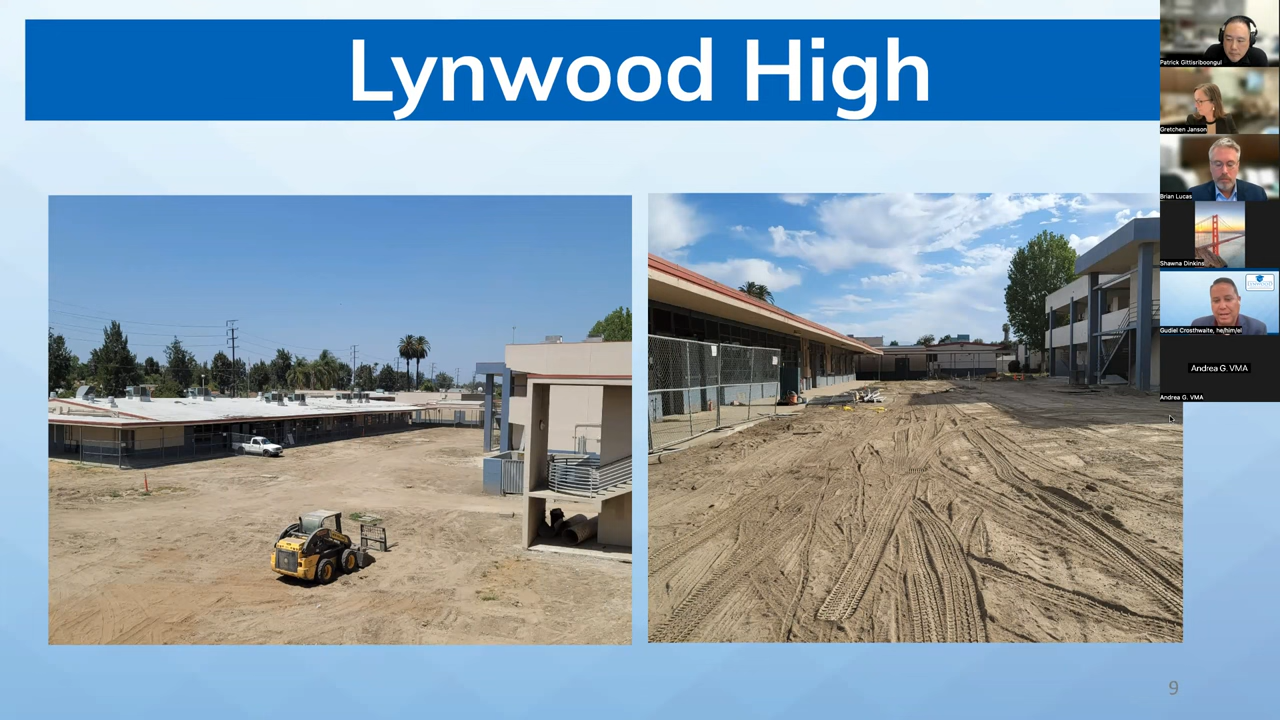 Lynwood High
Patrick Gittisriboongul
Gretchen Janson
Brian Lucas
Shawna Dinkins
Gudiel Crosthwaite, he/him/el
Andrea G. VMA
Andrea G. VMA
9